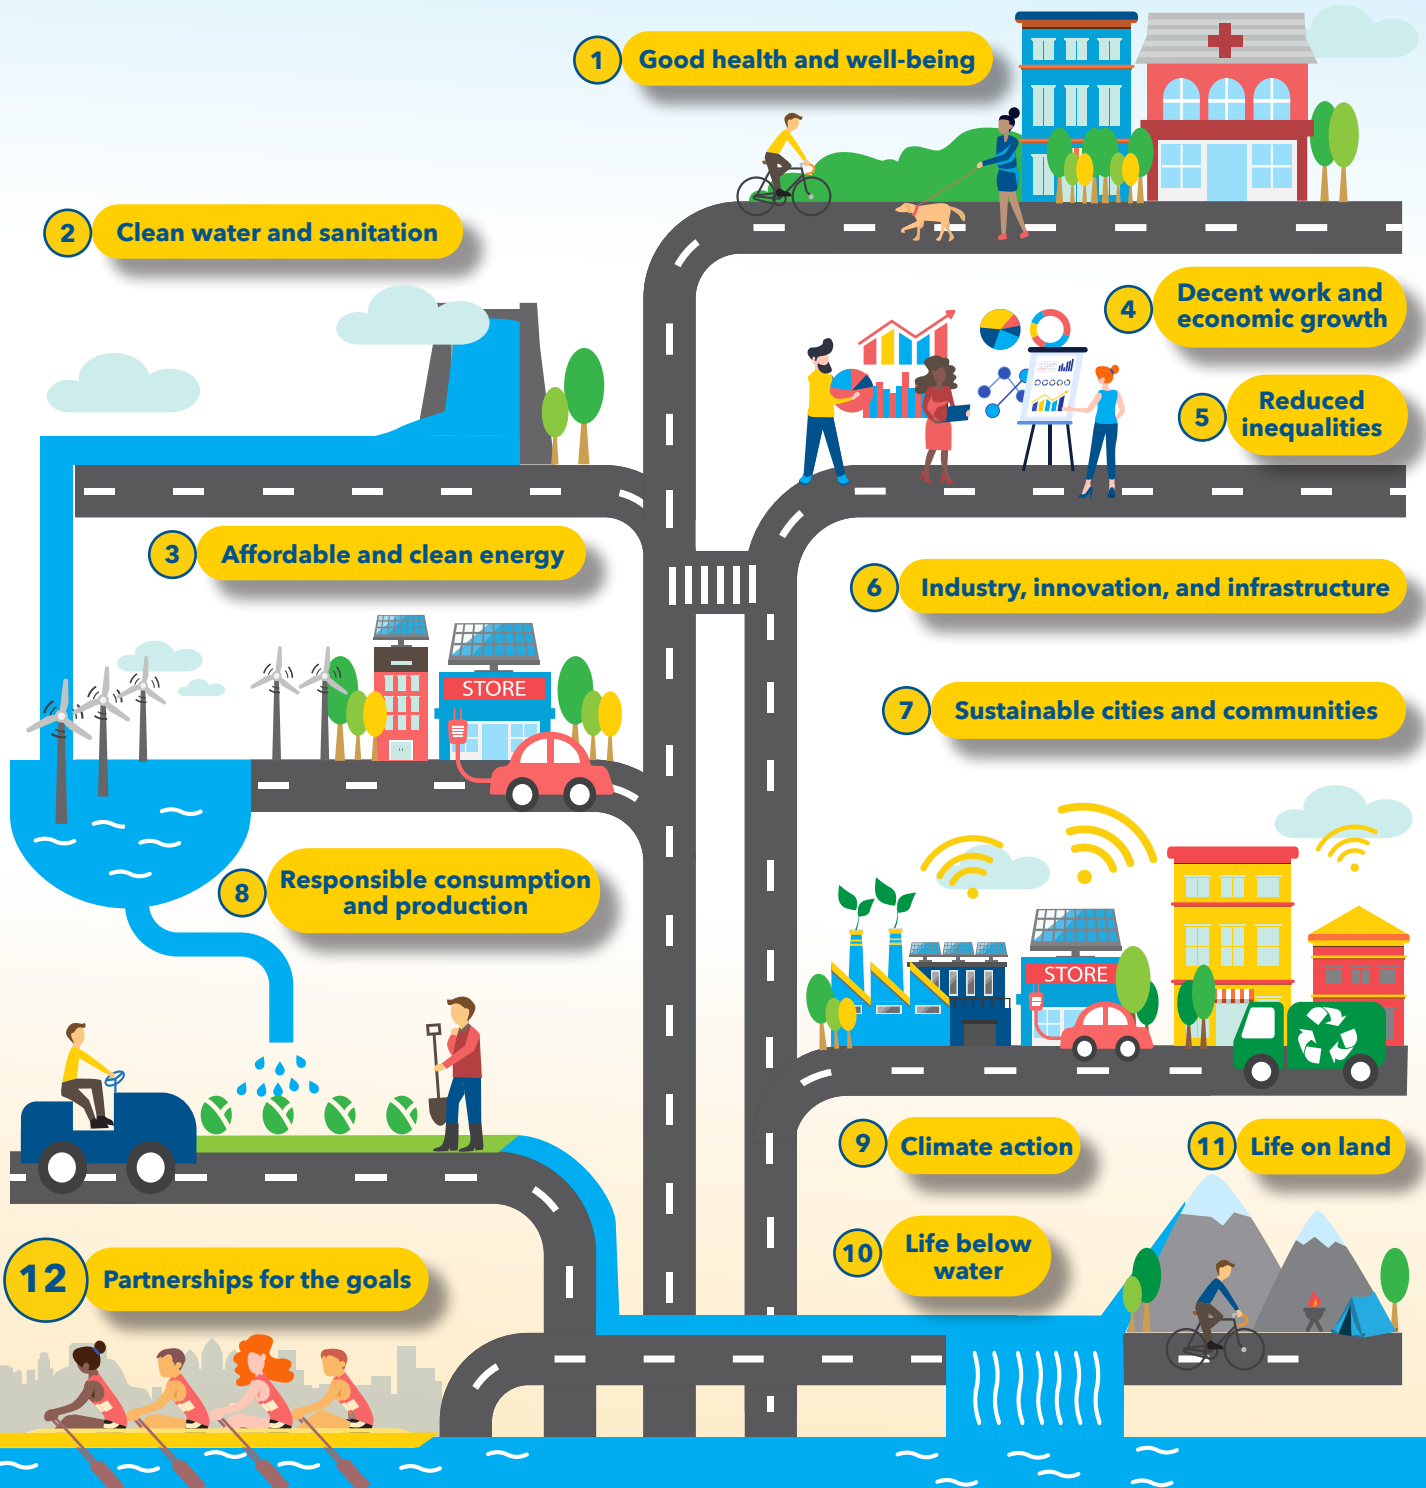 1 Good health and well-being
2 Clean water and sanitation
3 Affordable and clean energy
4 Decent work and
economic growth
5 Reduced
inequalities
6 Industry, innovation, and infrastructure
7 Sustainable cities and communities
STORE
8 Responsible consumption
and production
STORE
9 Climate action
11 Life on land
10 Life below
water
12 Partnerships for the goals